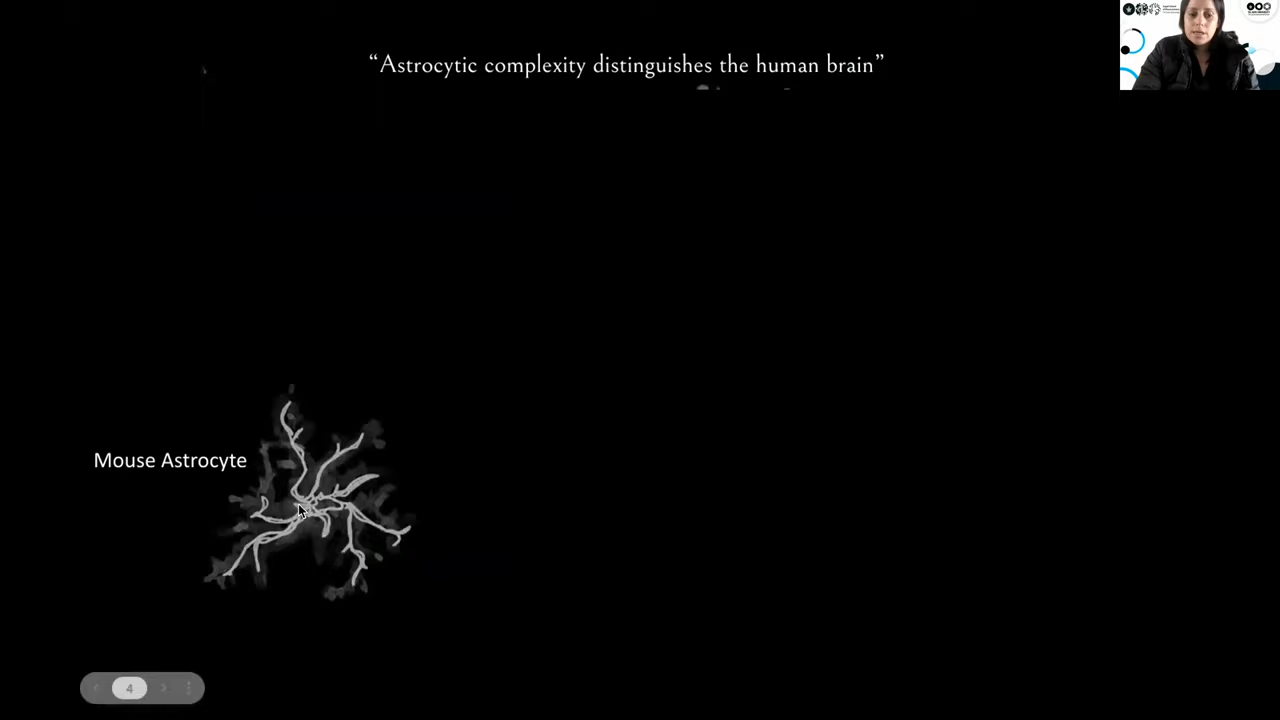 “Astrocytic complexity distinguishes the human brain”
Mouse Astrocyte
4